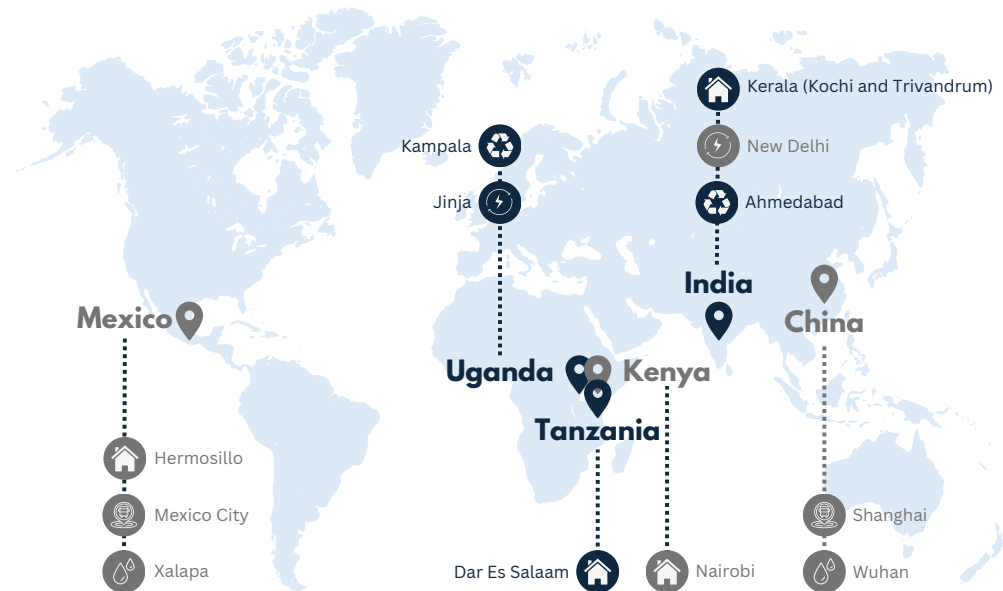 Kerala (Kochi and Trivandrum)
Kampala
New Delhi
Jinja
Ahmedabad
India
Mexico
China
Uganda
Kenya
Tanzania
Hermosillo
Mexico City
Shanghai
Xalapa
Dar Es Salaam
Nairobi
Wuhan